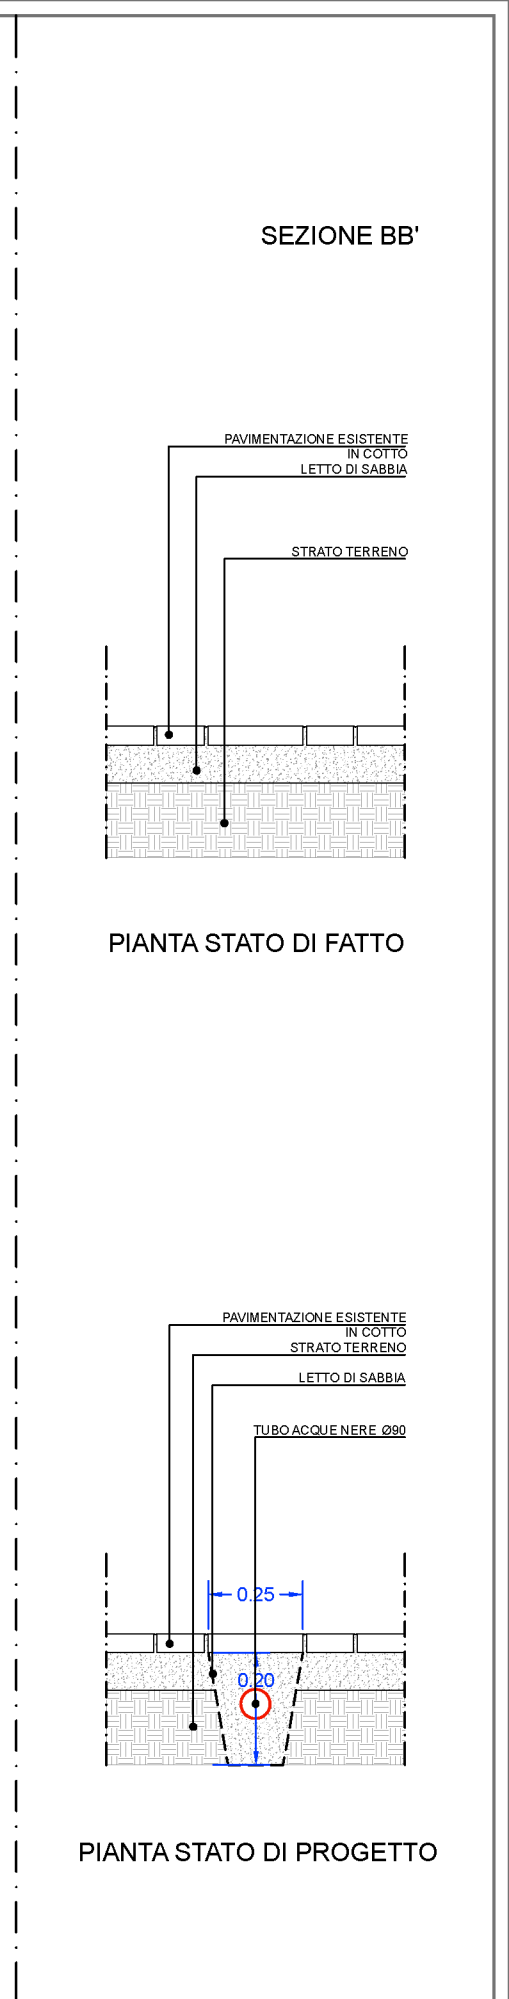 SEZIONE BB'
PAVIMENTAZIONE ESISTENTE
IN COTTO
LETTO DI SABBIA
STRATO TERRENO
PIANTA STATO DI FATTO
PAVIMENTAZIONE ESISTENTE
IN COTTO
STRATO TERRENO
LETTO DI SABBIA
TUBO ACQUE NERE Ø90
0.25
0.20
PIANTA STATO DI PROGETTO